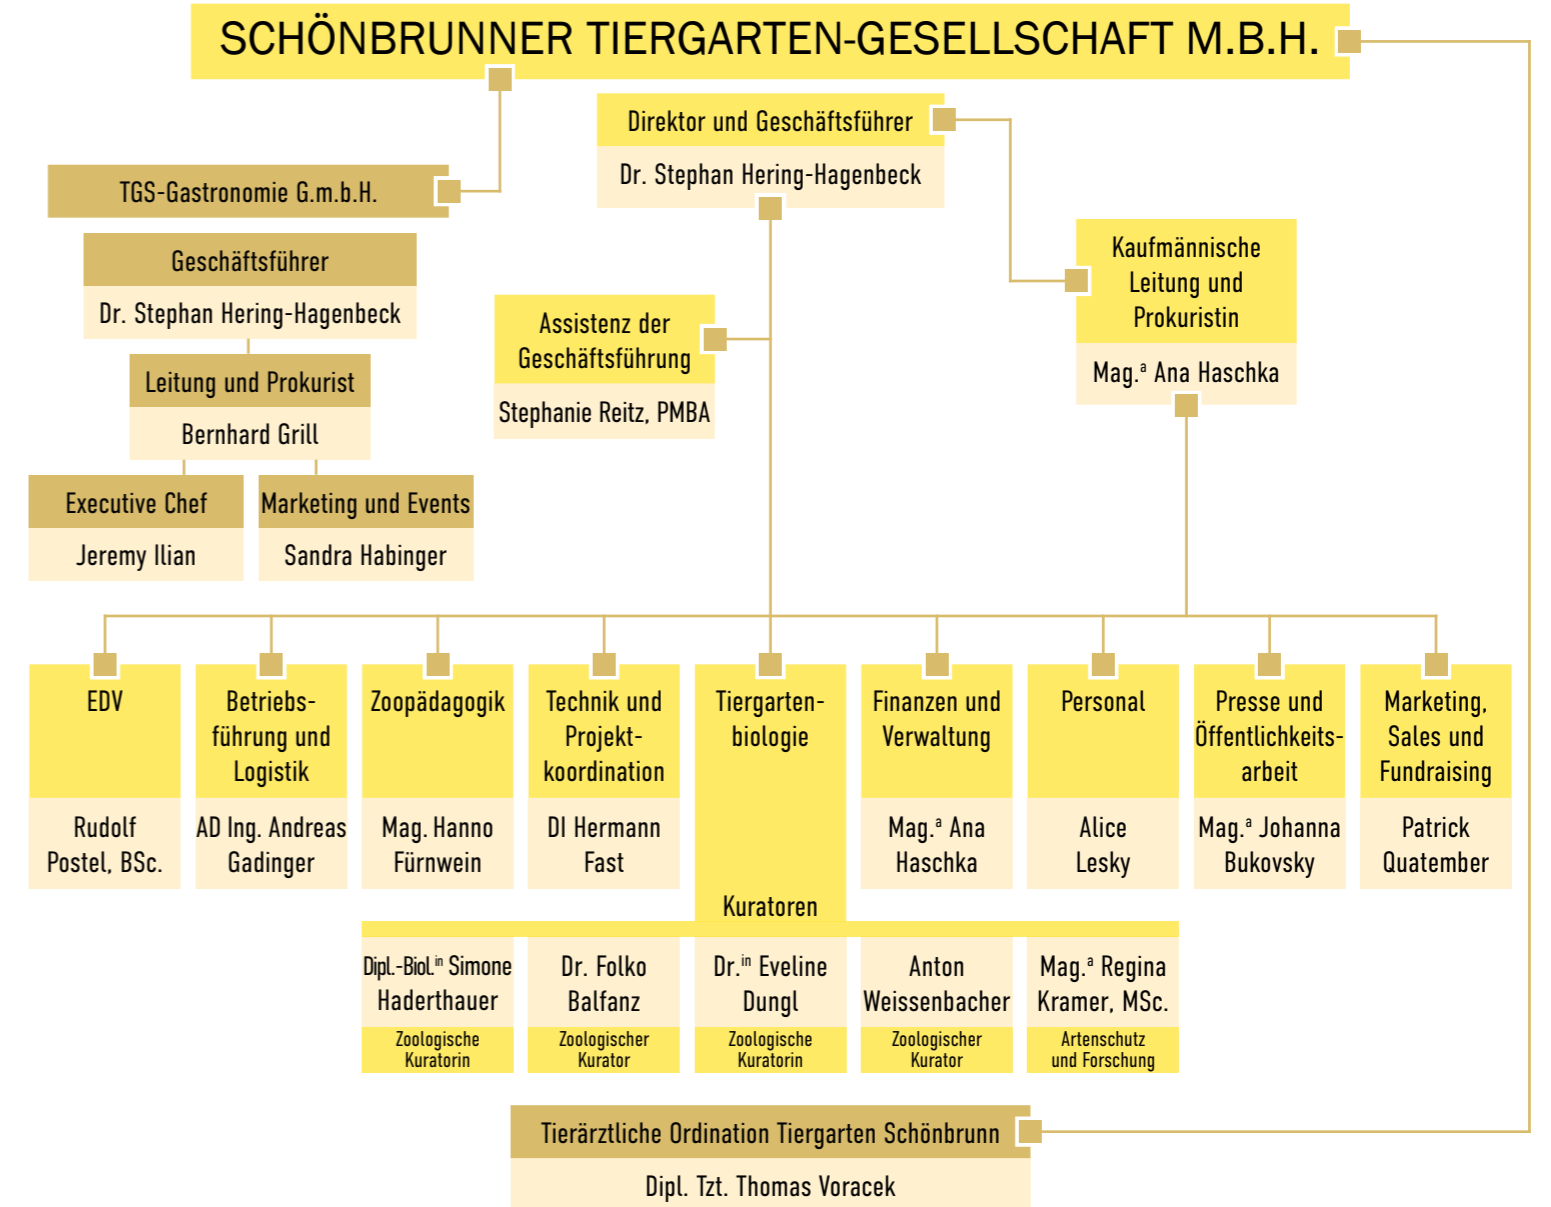 SCHÖNBRUNNER TIERGARTEN-GESELLSCHAFT M.B.H.
Direktor und Geschäftsführer
Dr. Stephan Hering-Hagenbeck
TGS-Gastronomie G.m.b.H.
Geschäftsführer
Dr. Stephan Hering-Hagenbeck
Leitung und Prokurist
Bernhard Grill
Executive Chef
Jeremy Ilian
Marketing und Events
Sandra Habinger
Assistenz der
Geschäftsführung
Stephanie Reitz, PMBA
Kaufmännische
Leitung und
Prokuristin
Mag.ª Ana Haschka
EDV
Rudolf
Postel, BSc.
Betriebs-
führung und
Logistik
AD Ing. Andreas
Gadinger
Zoopädagogik
Mag. Hanno
Fürnwein
Technik und
Projekt-
koordination
DI Hermann
Fast
Tiergarten-
biologie
Kuratoren
Finanzen und
Verwaltung
Mag.ª Ana
Haschka
Personal
Alice
Lesky
Presse und
Öffentlichkeits-
arbeit
Mag.ª Johanna
Bukovsky
Marketing,
Sales und
Fundraising
Patrick
Quatember
Dipl.-Biol.ⁱⁿ Simone
Haderthauer
Zoologische
Kuratorin
Dr. Folko
Balfanz
Zoologischer
Kurator
Dr.ⁱⁿ Eveline
Dungl
Zoologische
Kuratorin
Anton
Weissenbacher
Zoologischer
Kurator
Mag.ª Regina
Kramer, MSc.
Artenschutz
und Forschung
Tierärztliche Ordination Tiergarten Schönbrunn
Dipl. Tzt. Thomas Voracek